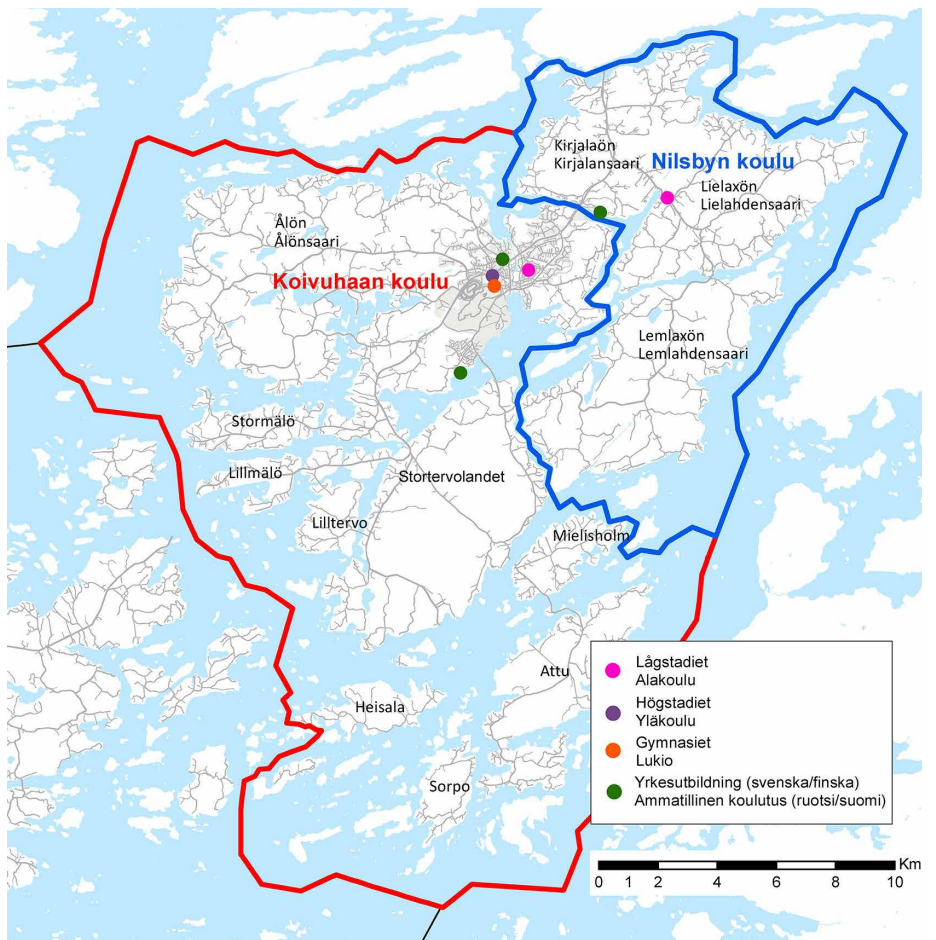 Kirjalaön
Kirjalansaari
Nilsbyn koulu
Lielaxön
Lielahdensaari
Ålön
Ålönsaari
Koivuhaan koulu
Lemlaxön
Lemlahdensaari
Stormälö
Lillmälö
Stortervolandet
Lilltervo
Mielisholm
Attu
Heisala
Sorpo
Lågstadiet
Alakoulu
Högstadiet
Yläkoulu
Gymnasiet
Lukio
Yrkesutbildning (svenska/finska)
Ammatillinen koulutus (ruotsi/suomi)
Km
0 1 2 4 6 8 10